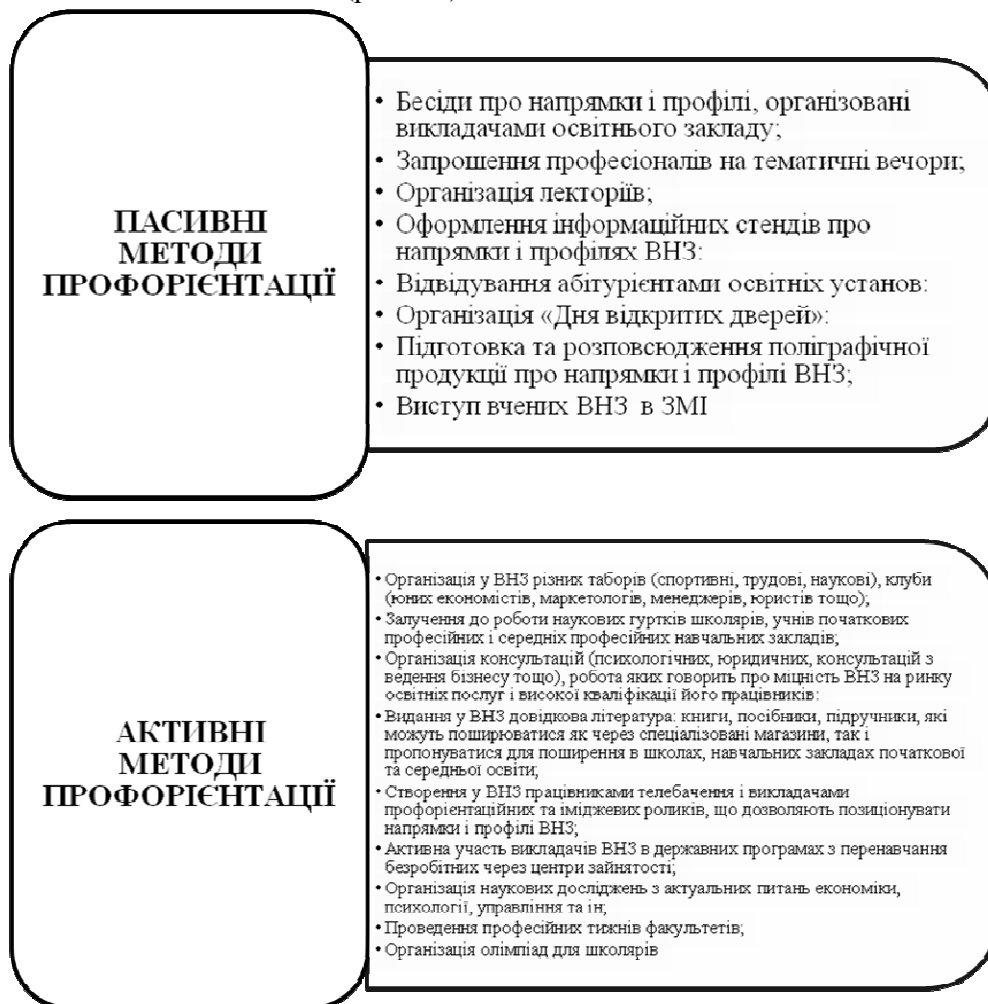 ПАСИВНІ
МЕТОДИ
ПРОФОРІЄНТАЦІЇ
• Бесіди про напрямки і профілі, організовані
викладачами освітнього закладу;
• Запрошення професіоналів на тематичні вечори;
• Організація лекторіїв;
• Оформлення інформаційних стендів про
напрямки і профілях ВНЗ:
• Відвідування абітурієнтами освітніх установ:
• Організація «Дня відкритих дверей»:
• Підготовка та розповсюдження поліграфічної
продукції про напрямки і профілі ВНЗ;
• Виступ вчених ВНЗ в ЗМІ
АКТИВНІ
МЕТОДИ
ПРОФОРІЄНТАЦІЇ
• Організація у ВНЗ різних таборів (спортивні, трудові, наукові), клуби
(юних економістів, маркетологів, менеджерів, юристів тощо);
• Залучення до роботи наукових гуртків школярів, учнів початкових
професійних і середніх професійних навчальних закладів;
• Організація консультацій (психологічних, юридичних, консультацій з
ведення бізнесу тощо), робота яких говорить про міцність ВНЗ на ринку
освітніх послуг і високої кваліфікації його працівників:
• Видання у ВНЗ довідкова література: книги, посібники, підручники, які
можуть поширюватися як через спеціалізовані магазини, так і
пропонуватися для поширення в школах, навчальних закладах початкової
та середньої освіти;
• Створення у ВНЗ працівниками телебачення і викладачами
профорієнтаційних та іміджевих роликів, що дозволяють позиціонувати
напрямки і профілі ВНЗ;
• Активна участь викладачів ВНЗ в державних програмах з перенавчання
безробітних через центри зайнятості;
• Організація наукових досліджень з актуальних питань економіки,
психології, управління та ін;
• Проведення професійних тижнів факультетів;
• Організація олімпіад для школярів